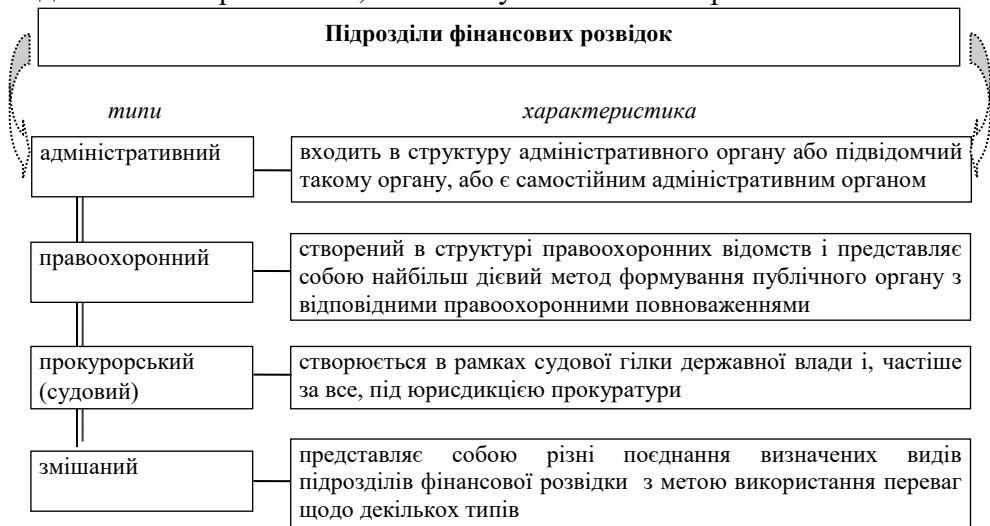 Підрозділи фінансових розвідок
типи характеристика
адміністративний
входить в структуру адміністративного органу або підвідомчий
такому органу, або є самостійним адміністративним органом
правоохоронний
створений в структурі правоохоронних відомств і представляє
собою найбільш дієвий метод формування публічного органу з
відповідними правоохоронними повноваженнями
прокурорський
(судовий)
створюється в рамках судової гілки державної влади і, частіше
за все, під юрисдикцією прокуратури
змішаний
представляє собою різні поєднання визначених видів
підрозділів фінансової розвідки з метою використання переваг
щодо декількох типів